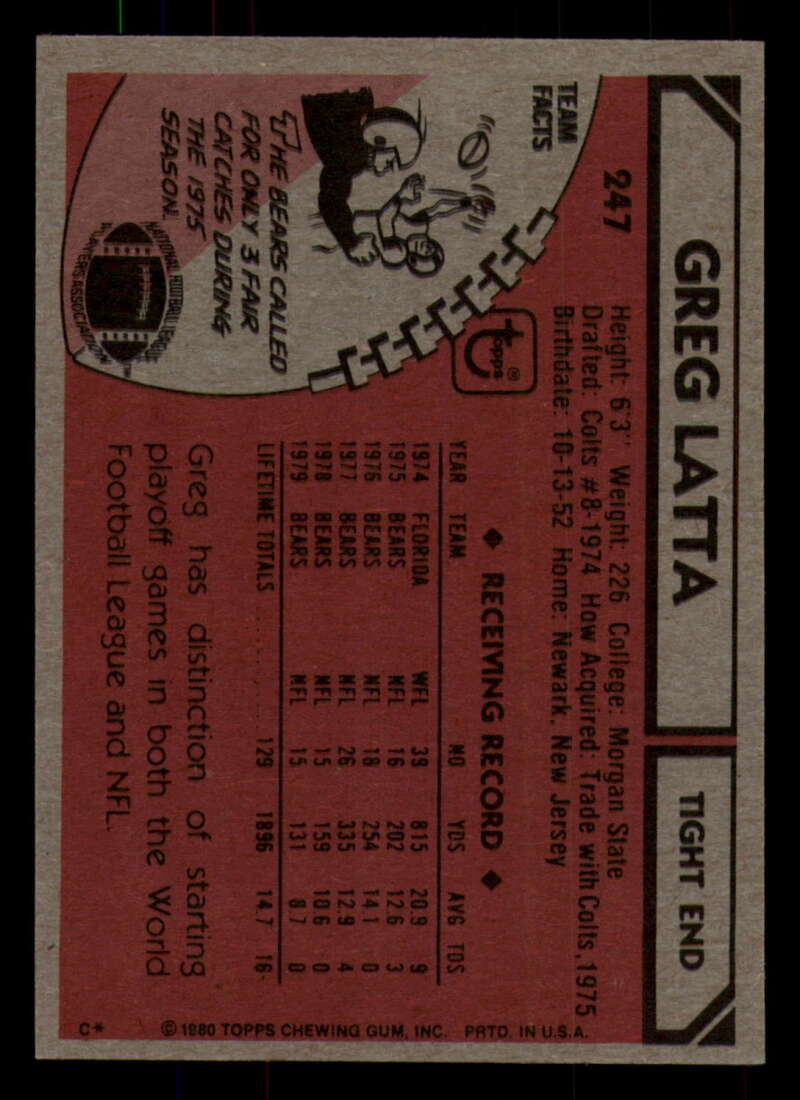 GREG LATTA
TIGHT END
247
Height: 6'3" Weight: 226 College: Morgan State
Drafted: Colts #8-1974 How Acquired: Trade with Colts, 1975
Birthdate: 10-13-52 Home: Newark, New Jersey
TEAM
FACTS
THE BEARS CALLED
FOR ONLY 3 FAIR
CATCHES DURING
THE 1975
SEASON.
NATIONAL FOOTBALL LEAGUE
PLAYERS ASSOCIATION
topps®
◆ RECEIVING RECORD ◆
YEAR TEAM NO YDS AVG TDS
1974 FLORIDA WFL 39 815 20.9 9
1975 BEARS NFL 16 202 12.6 3
1976 BEARS NFL 18 254 14.1 0
1977 BEARS NFL 26 335 12.9 4
1978 BEARS NFL 15 159 10.6 0
1979 BEARS NFL 15 131 8.7 0
LIFETIME TOTALS 129 1896 14.7 16
Greg has distinction of starting
playoff games in both the World
Football League and NFL.
C* © 1980 TOPPS CHEWING GUM, INC. PRTD. IN U.S.A.